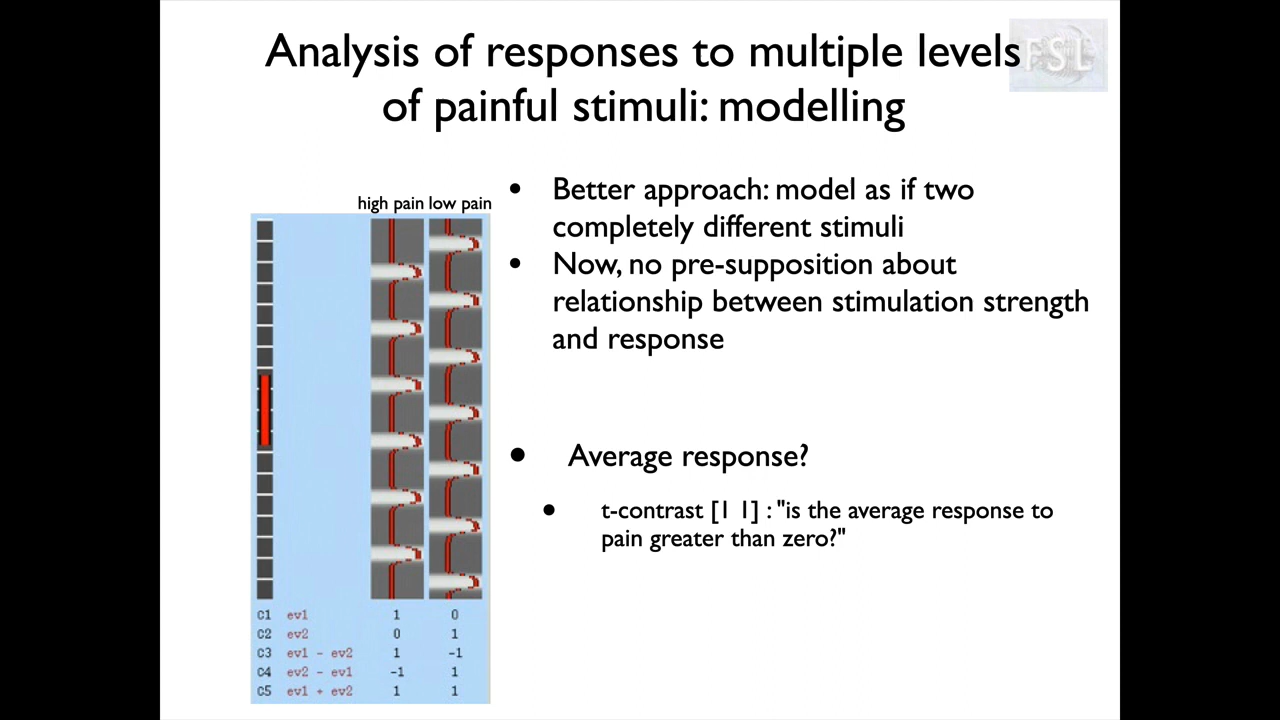 Analysis of responses to multiple levels
of painful stimuli: modelling
FSL
high pain low pain
• Better approach: model as if two
completely different stimuli
• Now, no pre-supposition about
relationship between stimulation strength
and response
• Average response?
• t-contrast [1 1] : "is the average response to
pain greater than zero?"
C1 ev1 1 0
C2 ev2 0 1
C3 ev1 - ev2 1 -1
C4 ev2 - ev1 -1 1
C5 ev1 + ev2 1 1